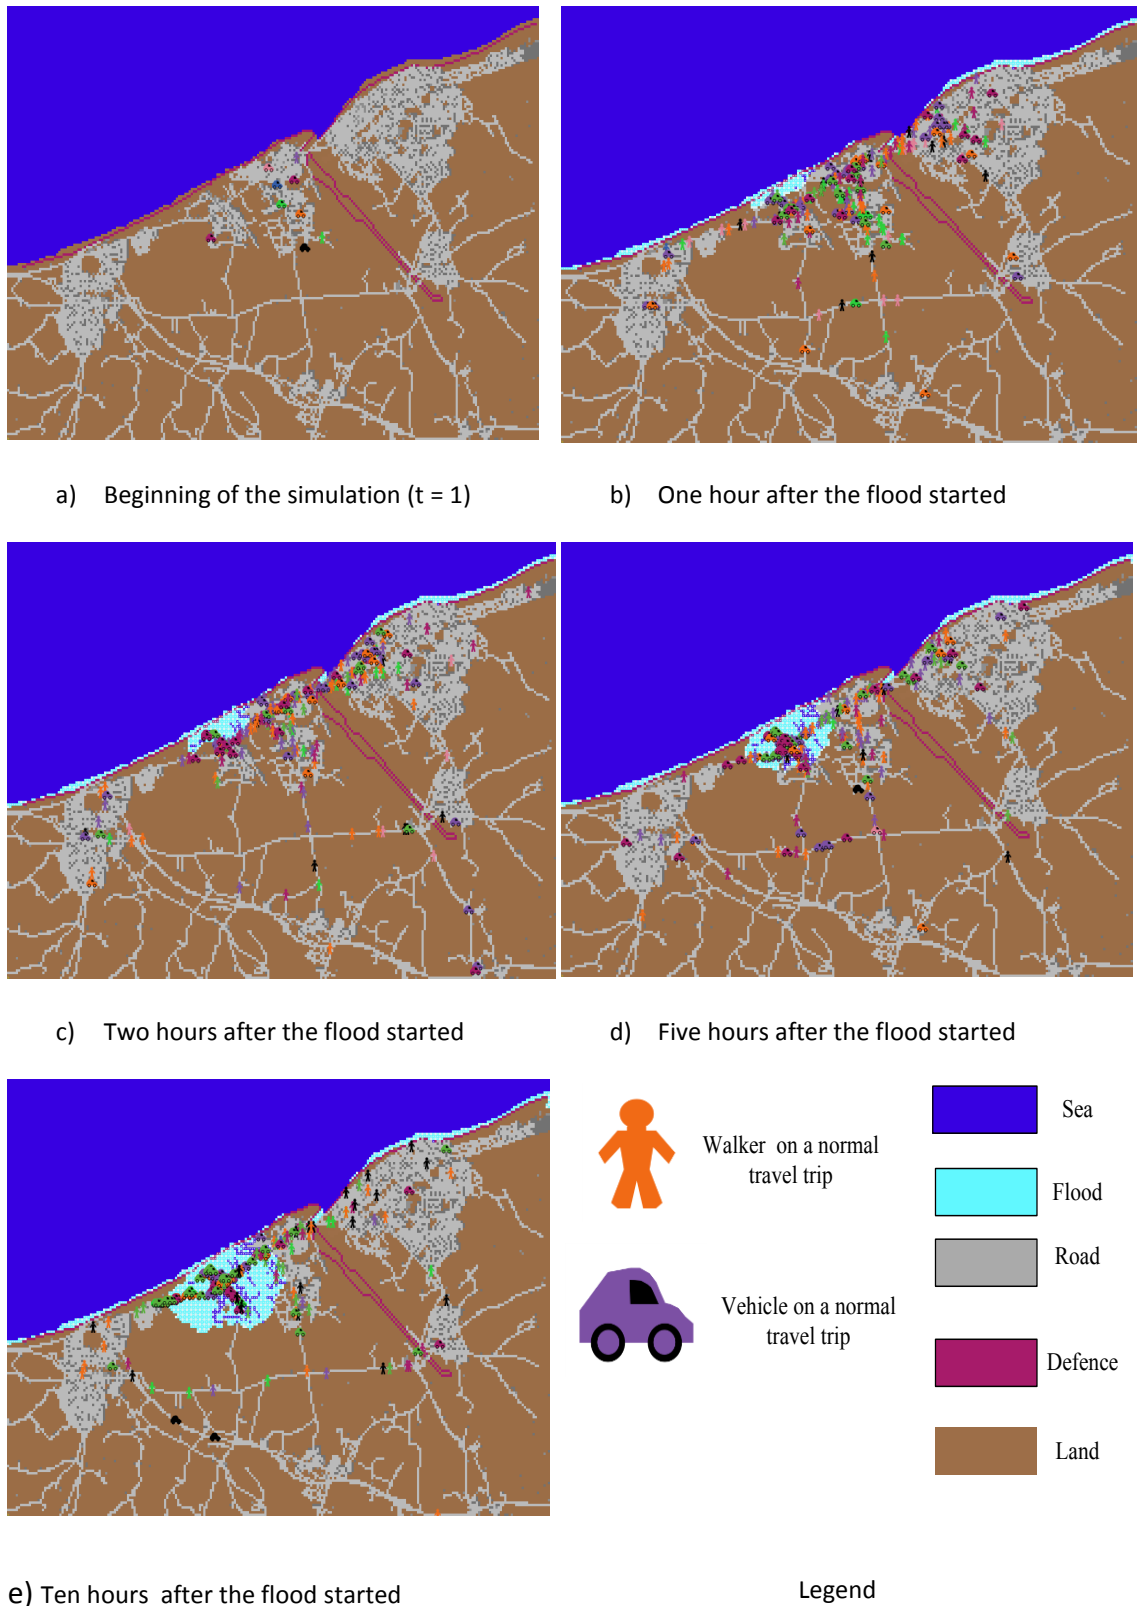 a) Beginning of the simulation (t = 1)
b) One hour after the flood started
c) Two hours after the flood started
d) Five hours after the flood started
Walker on a normal
travel trip
Vehicle on a normal
travel trip
Sea
Flood
Road
Defence
Land
e) Ten hours after the flood started
Legend